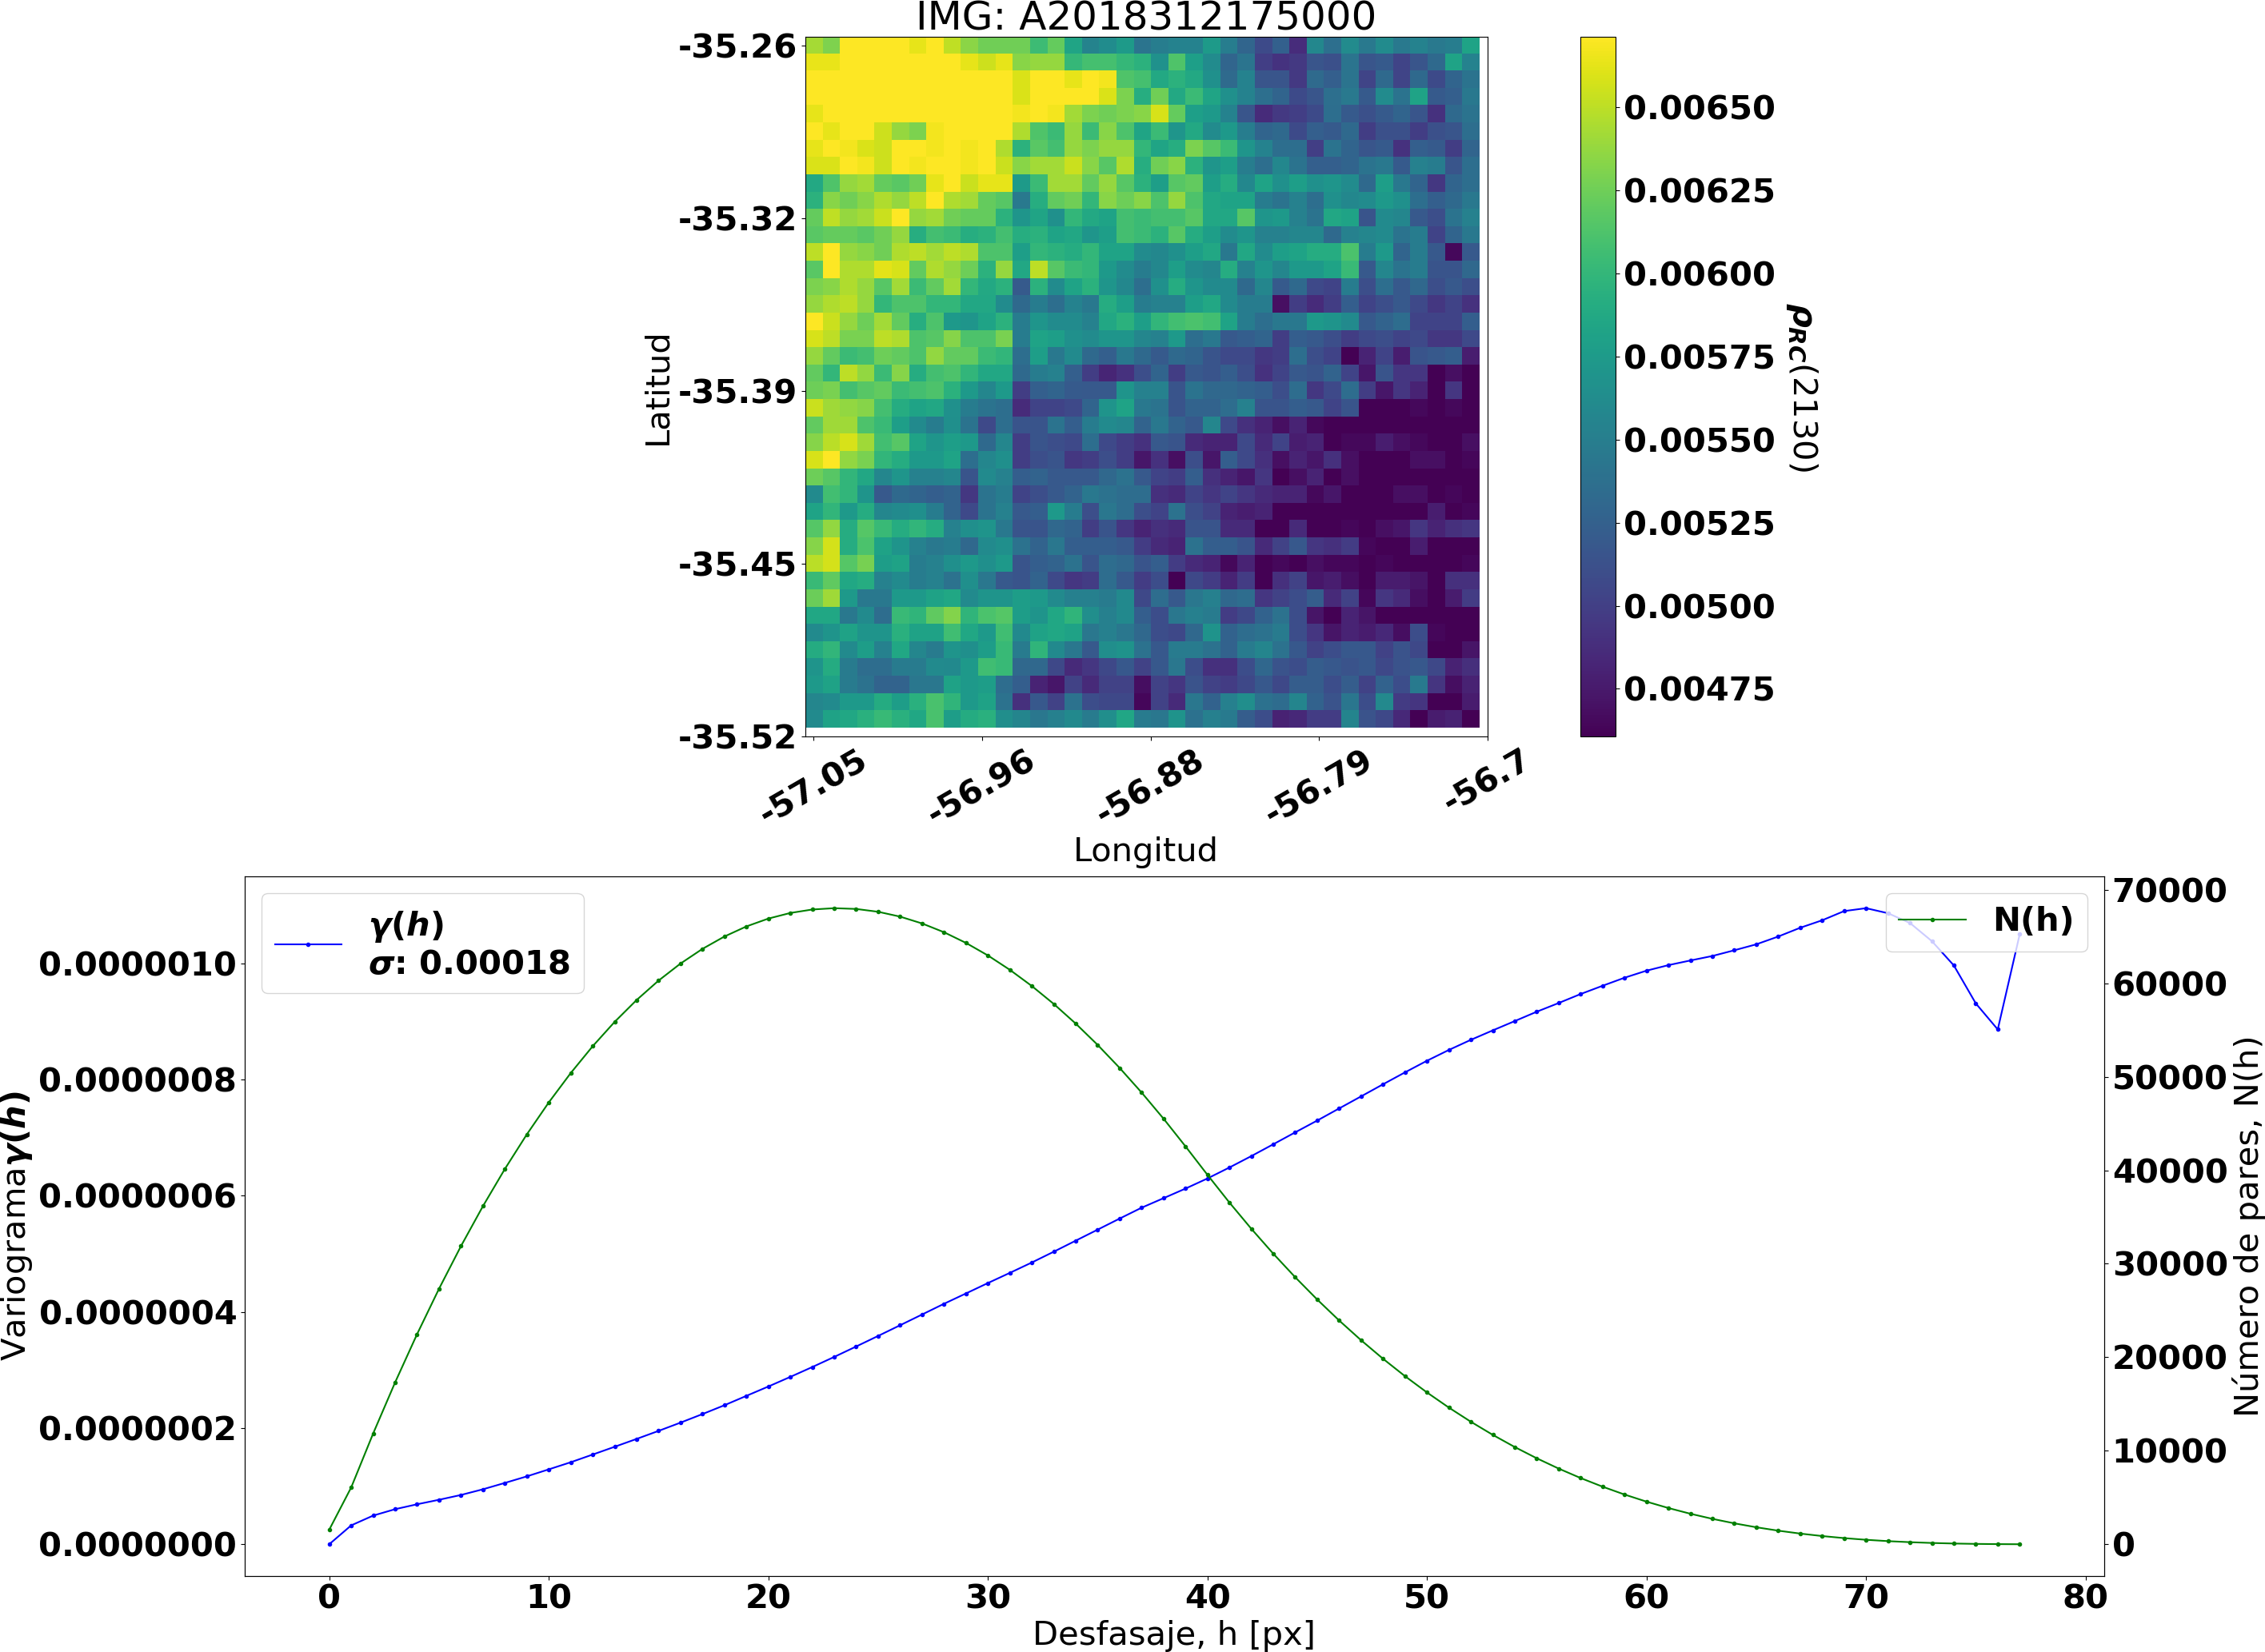 IMG: A2018312175000
-35.26
-35.32
-35.39
-35.45
-35.52
Latitud
-57.05
-56.96
-56.88
-56.79
-56.7
Longitud
0.00650
0.00625
0.00600
0.00575
0.00550
0.00525
0.00500
0.00475
ρRC(2130)
γ(h)
σ: 0.00018
N(h)
0.0000010
0.0000008
0.0000006
0.0000004
0.0000002
0.0000000
Variograma γ(h)
70000
60000
50000
40000
30000
20000
10000
0
Número de pares, N(h)
0 10 20 30 40 50 60 70 80
Desfasaje, h [px]